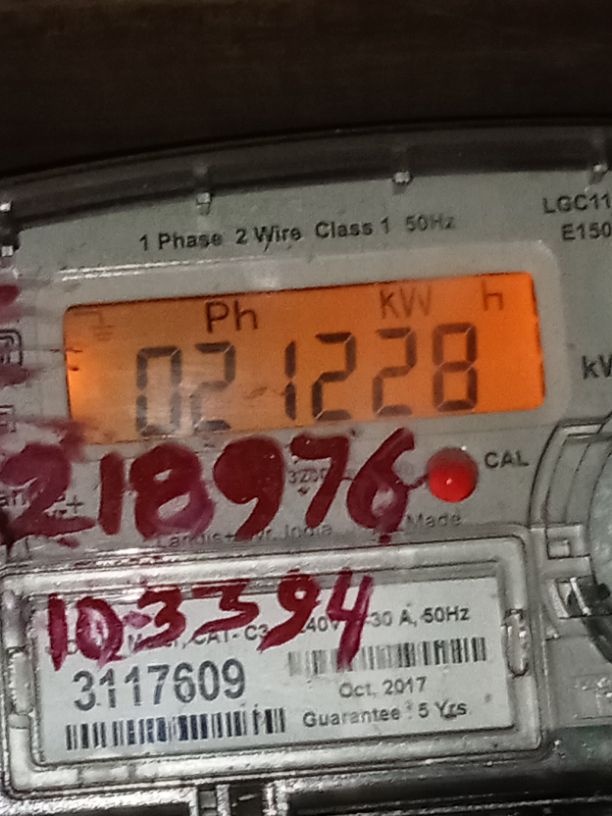 LGC11
1 Phase 2 Wire Class 1 50Hz
E150
Ph kW h
021228
218976
CAL
Made
103394
30 A, 50Hz
3117609
Oct, 2017
Guarantee : 5 Yrs.